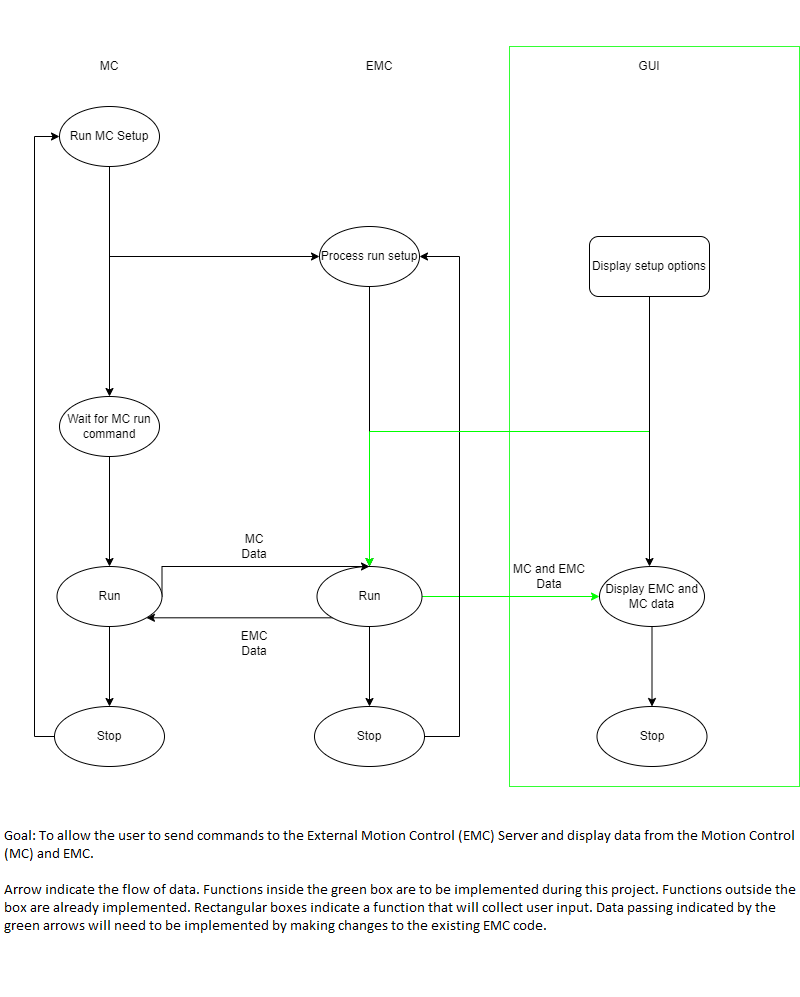 MC
EMC
GUI
Run MC Setup
Process run setup
Display setup options
Wait for MC run
command
MC
Data
MC and EMC
Data
Run
Run
Display EMC and
MC data
EMC
Data
Stop
Stop
Stop
Goal: To allow the user to send commands to the External Motion Control (EMC) Server and display data from the Motion Control
(MC) and EMC.
Arrow indicate the flow of data. Functions inside the green box are to be implemented during this project. Functions outside the
box are already implemented. Rectangular boxes indicate a function that will collect user input. Data passing indicated by the
green arrows will need to be implemented by making changes to the existing EMC code.